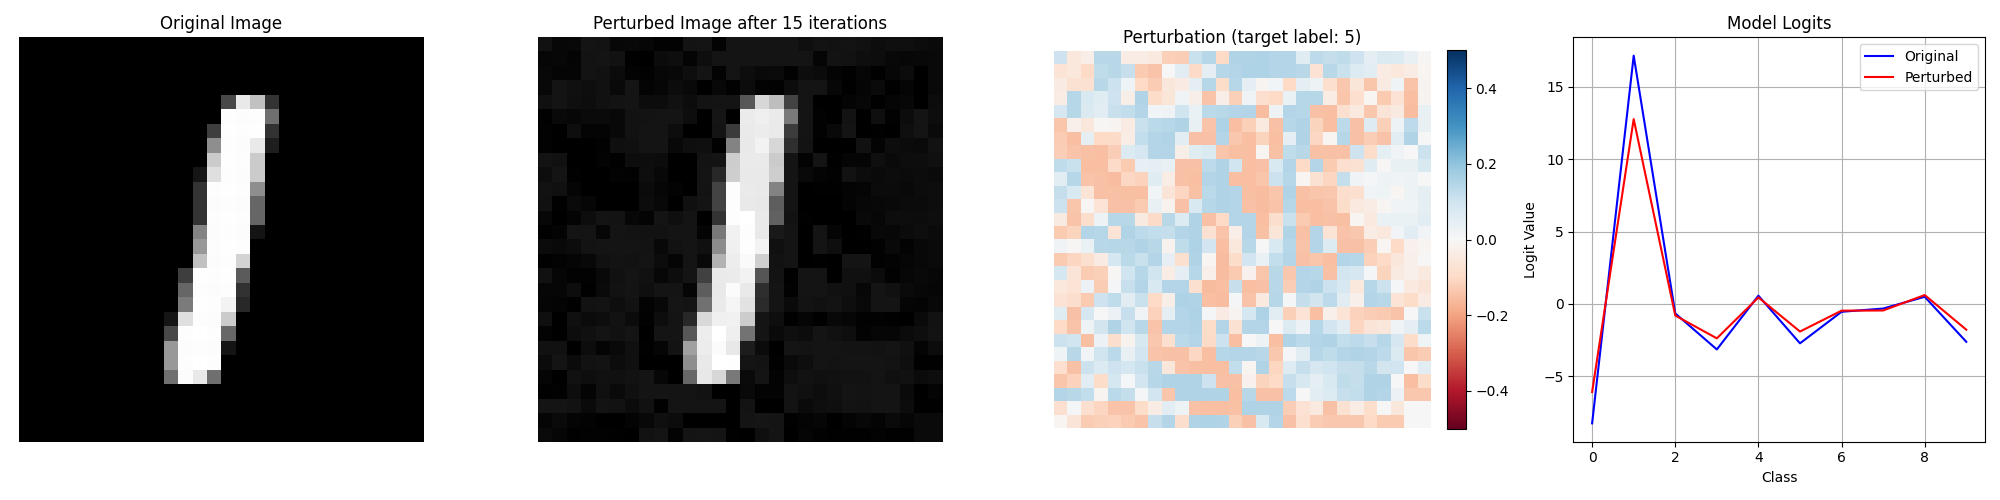 Original Image
Perturbed Image after 15 iterations
Perturbation (target label: 5)
0.4
0.2
0.0
−0.2
−0.4
Model Logits
Original
Perturbed
Logit Value
15
10
5
0
−5
0 2 4 6 8
Class